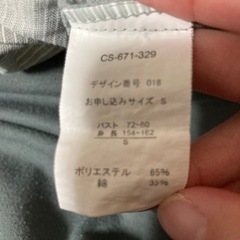 CS-671-329
デザイン番号 018
お申し込みサイズ S
バスト 72-80
身長 154-162
S
ポリエステル 65%
綿 35%